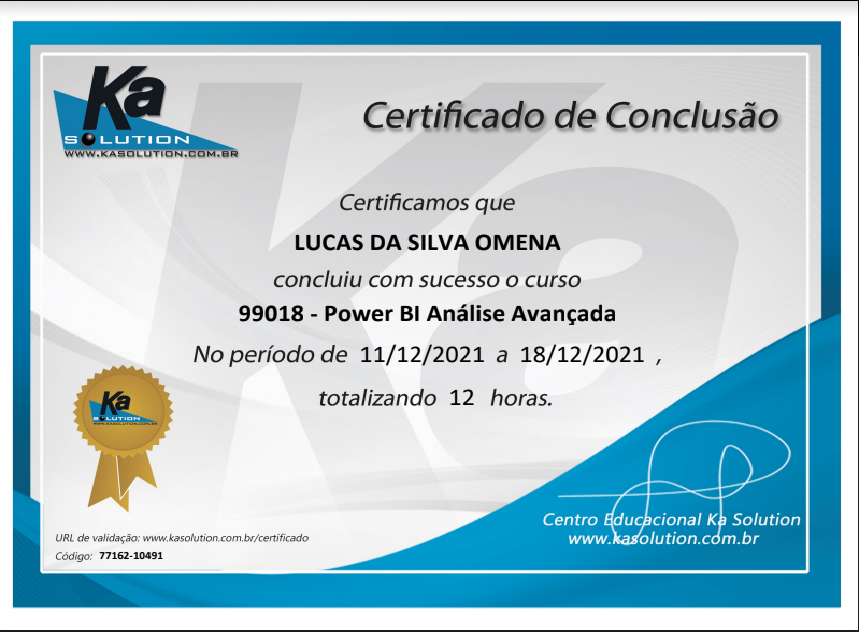 Ka
SOLUTION
WWW.KASOLUTION.COM.BR
Certificado de Conclusão
Certificamos que
LUCAS DA SILVA OMENA
concluiu com sucesso o curso
99018 - Power BI Análise Avançada
No período de 11/12/2021 a 18/12/2021 ,
totalizando 12 horas.
Ka
SOLUTION
WWW.KASOLUTION.COM.BR
Centro Educacional Ka Solution
www.kasolution.com.br
URL de validação: www.kasolution.com.br/certificado
Código: 77162-10491